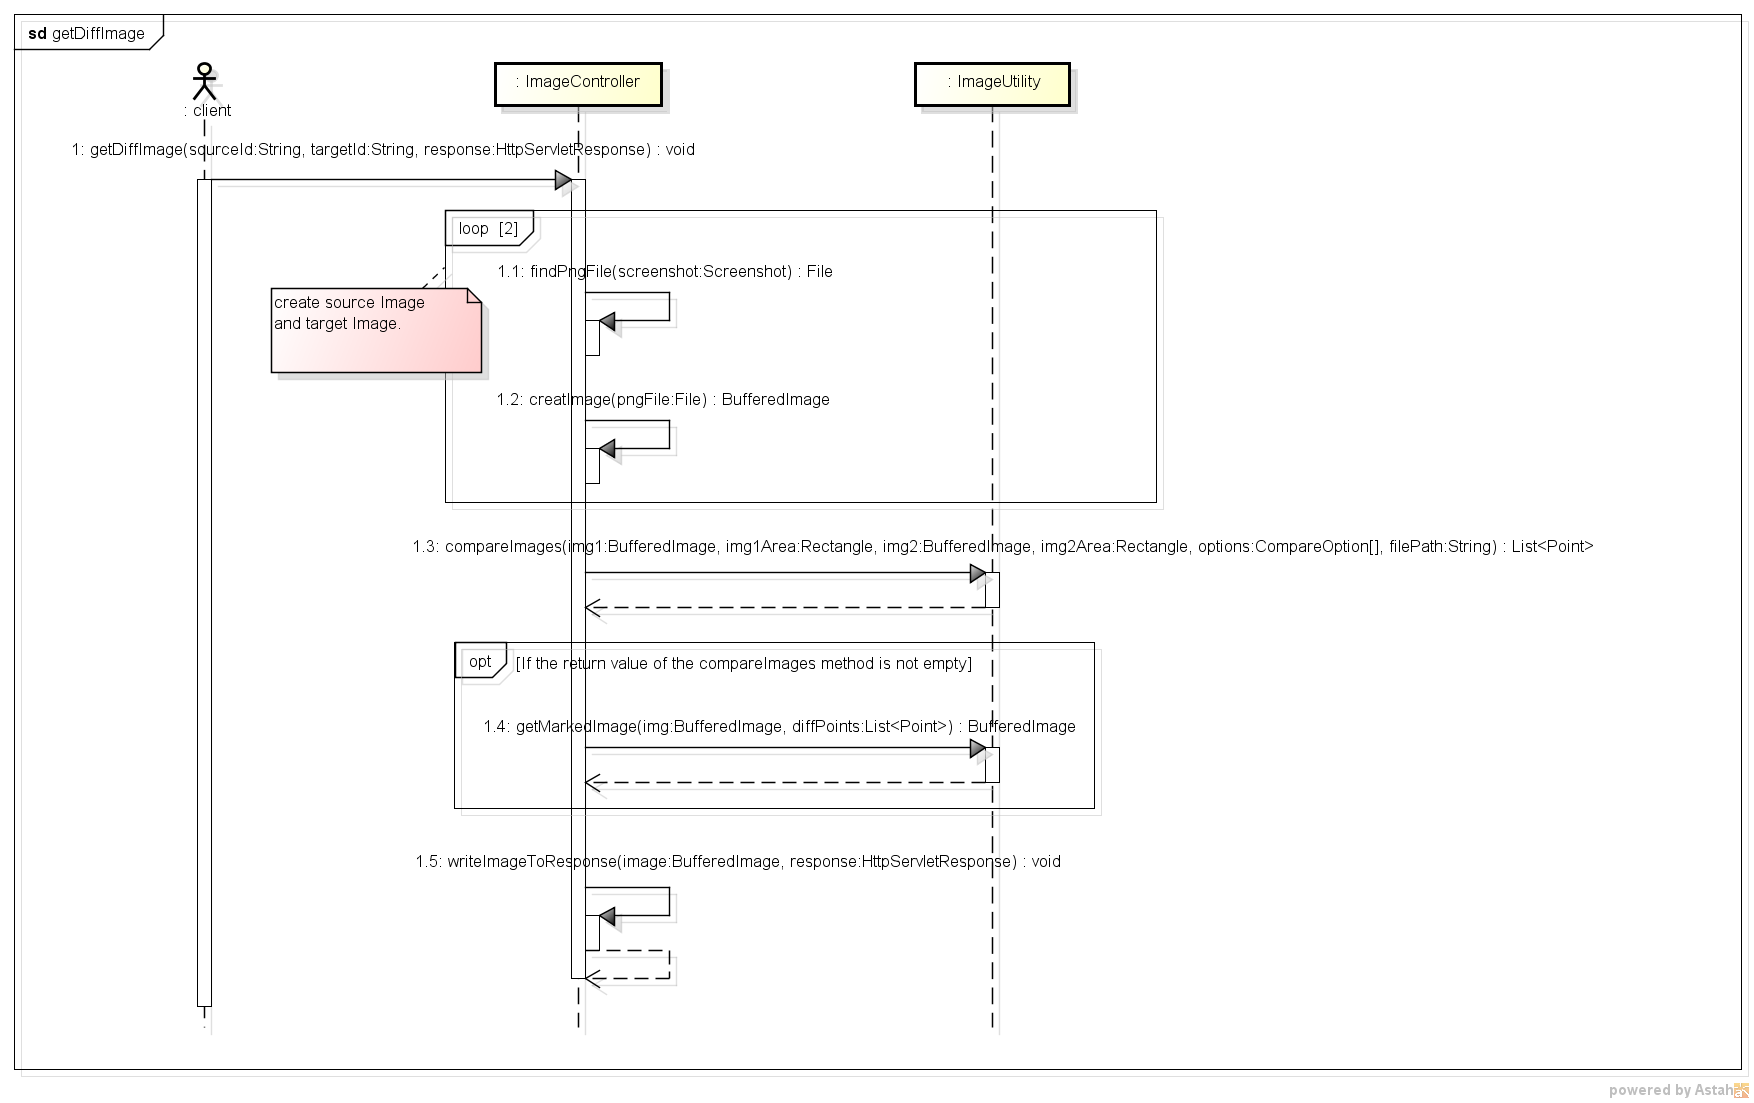 sd getDiffImage
: client
: ImageController
: ImageUtility
1: getDiffImage(sourceId:String, targetId:String, response:HttpServletResponse) : void
loop [2]
1.1: findPngFile(screenshot:Screenshot) : File
create source Image
and target Image.
1.2: creatImage(pngFile:File) : BufferedImage
1.3: compareImages(img1:BufferedImage, img1Area:Rectangle, img2:BufferedImage, img2Area:Rectangle, options:CompareOption[], filePath:String) : List<Point>
opt [If the return value of the compareImages method is not empty]
1.4: getMarkedImage(img:BufferedImage, diffPoints:List<Point>) : BufferedImage
1.5: writeImageToResponse(image:BufferedImage, response:HttpServletResponse) : void
powered by Astah